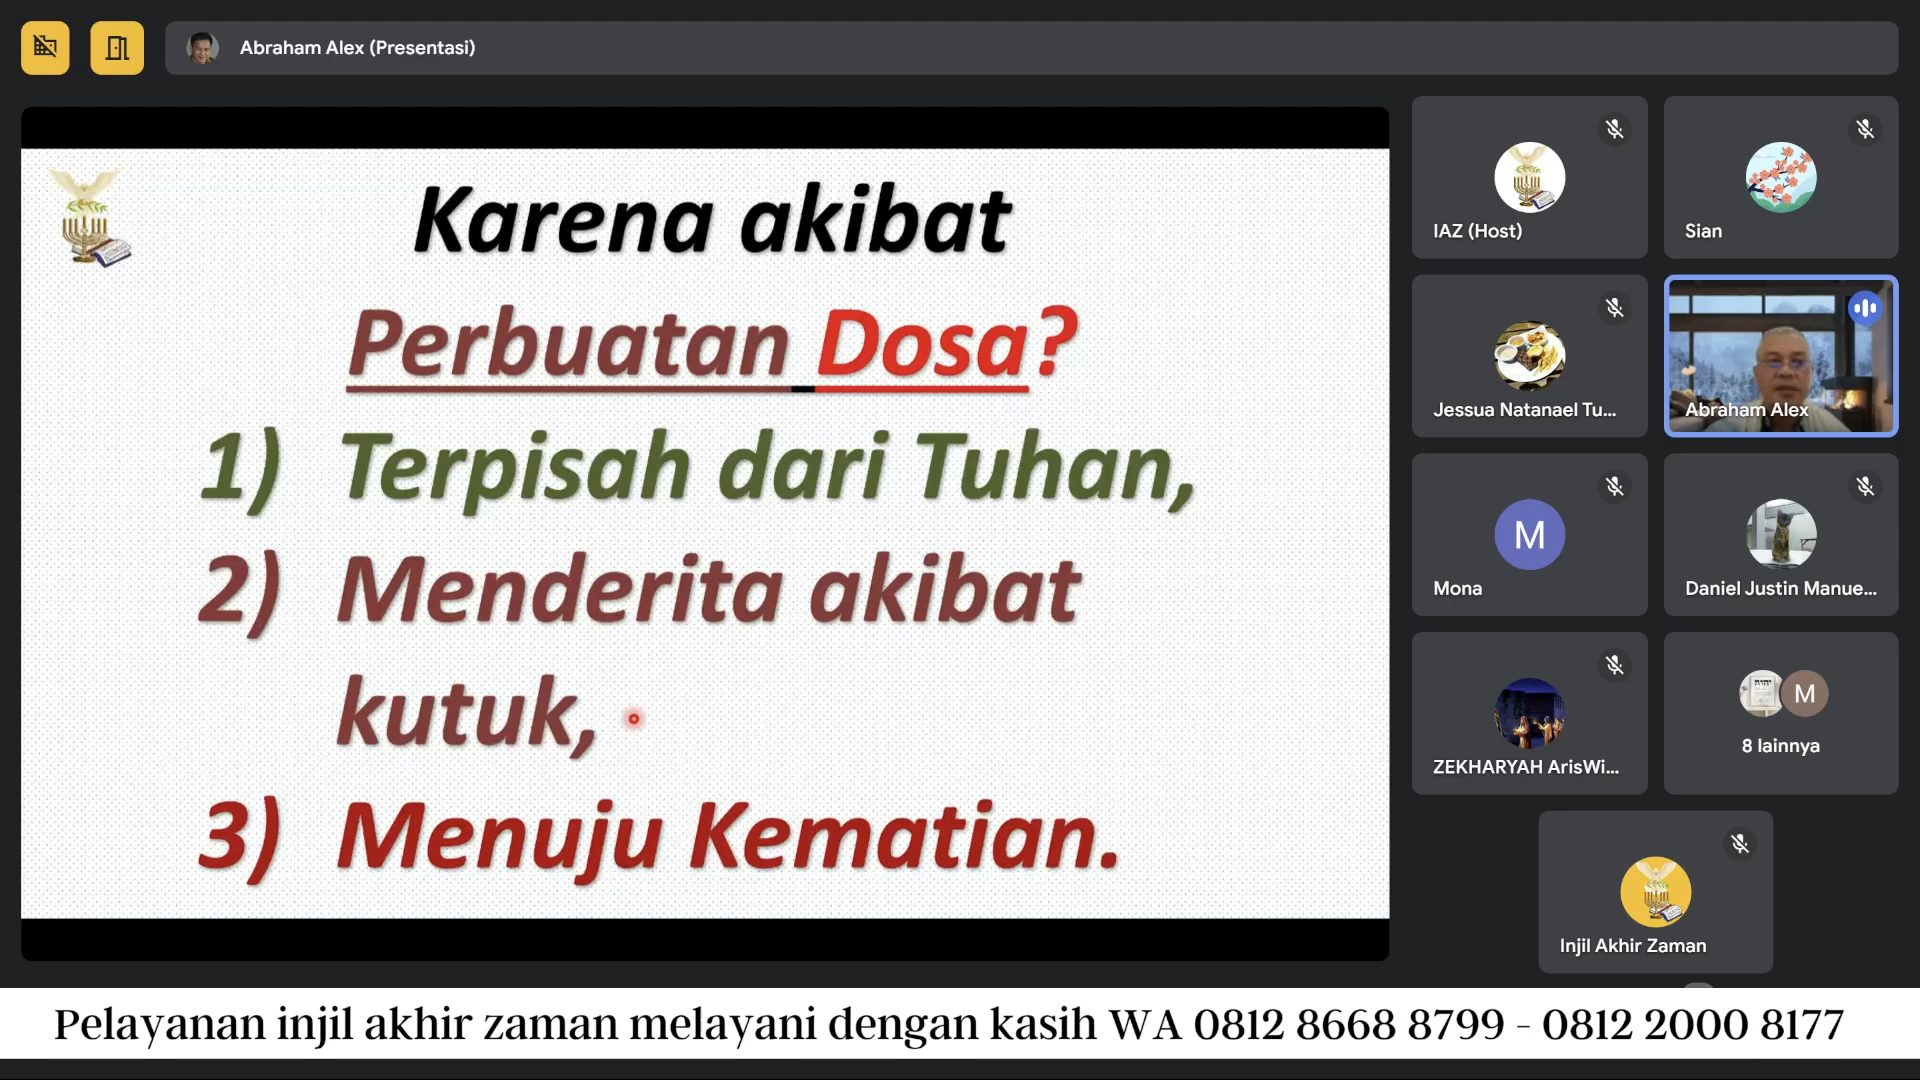 Abraham Alex (Presentasi)
Karena akibat
Perbuatan Dosa?
1) Terpisah dari Tuhan,
2) Menderita akibat
kutuk,
3) Menuju Kematian.
IAZ (Host)
Sian
Jessua Natanael Tu...
Abraham Alex
M
Mona
Daniel Justin Manue...
ZEKHARYAH ArisWi...
יהוה
M
8 lainnya
Injil Akhir Zaman
Pelayanan injil akhir zaman melayani dengan kasih WA 0812 8668 8799 - 0812 2000 8177